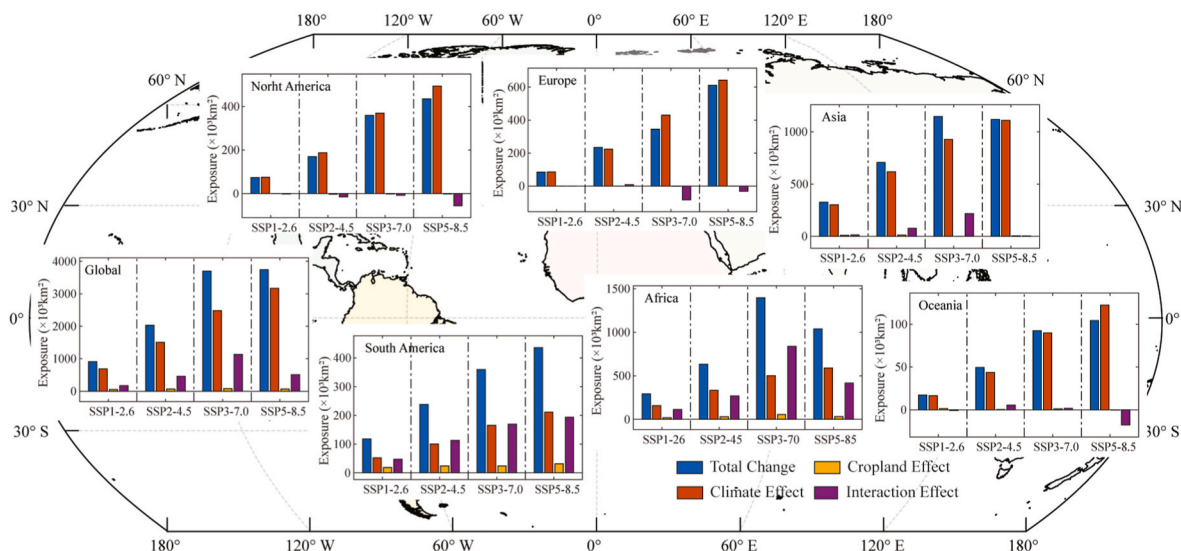 180° 120° W 60° W 0° 60° E 120° E 180°
60° N
60° N
30° N
30° N
0°
0°
30° S
30° S
180° 120° W 60° W 0° 60° E 120° E 180°
Norht America
Exposure (×10³km²)
400
200
0
SSP1-2.6 SSP2-4.5 SSP3-7.0 SSP5-8.5
Europe
Exposure (×10³km²)
600
400
200
0
SSP1-2.6 SSP2-4.5 SSP3-7.0 SSP5-8.5
Asia
Exposure (×10³km²)
1000
500
0
SSP1-2.6 SSP2-4.5 SSP3-7.0 SSP5-8.5
Global
Exposure (×10³km²)
4000
3000
2000
1000
0
SSP1-2.6 SSP2-4.5 SSP3-7.0 SSP5-8.5
South America
Exposure (×10³km²)
400
300
200
100
0
SSP1-2.6 SSP2-4.5 SSP3-7.0 SSP5-8.5
Africa
Exposure (×10³km²)
1500
1000
500
0
SSP1-26 SSP2-45 SSP3-70 SSP5-85
Oceania
Exposure (×10³km²)
100
50
0
SSP1-2.6 SSP2-4.5 SSP3-7.0 SSP5-8.5
Total Change Cropland Effect
Climate Effect Interaction Effect